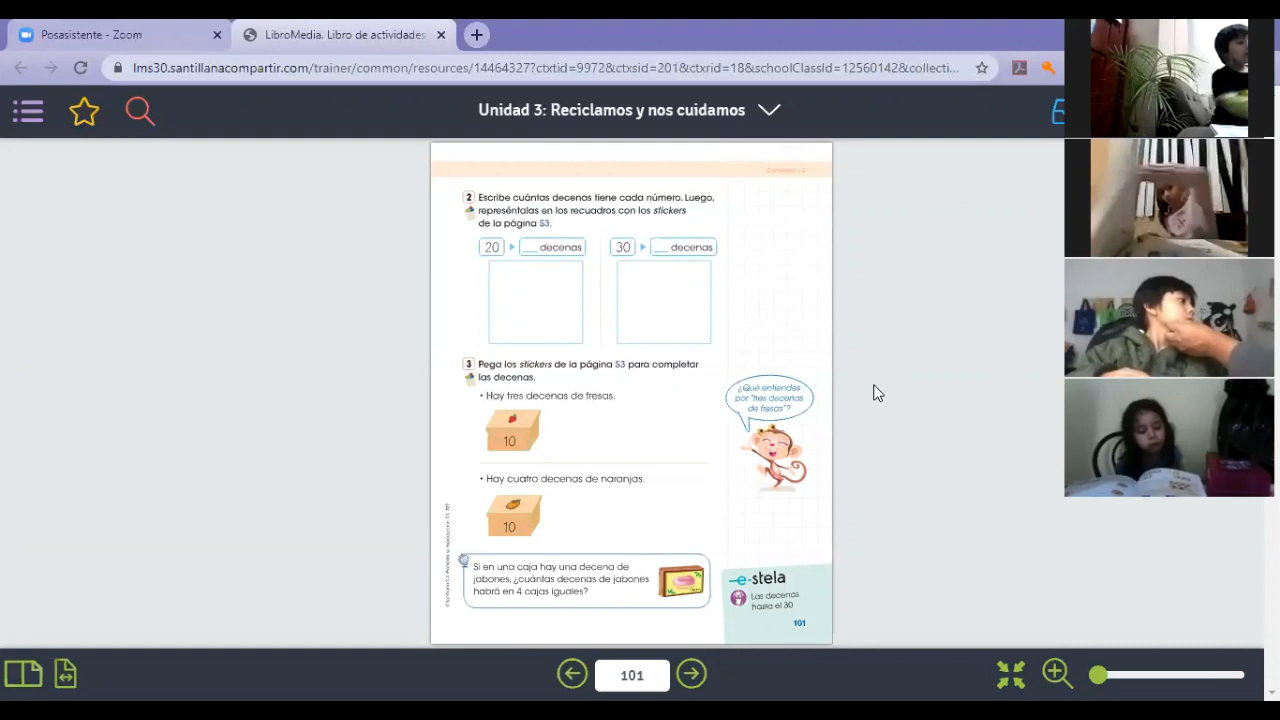 Posasistente - Zoom
LibroMedia. Libro de actividades
lms30.santillanacompartir.com/trainer/common/resources/14464327?ctxtid=9972&ctxsid=201&ctxrid=18&schoolClassId=12560142&collecti...
Unidad 3: Reciclamos y nos cuidamos
2 Escribe cuántas decenas tiene cada número. Luego,
represéntalas en los recuadros con los stickers
de la página S3.
20 ___ decenas
30 __ decenas
3 Pega los stickers de la página S3 para completar
las decenas.
• Hay tres decenas de fresas.
10
¿Qué entiendes
por "tres decenas
de fresas"?
• Hay cuatro decenas de naranjas.
10
Si en una caja hay una decena de
jabones, ¿cuántas decenas de jabones
habrá en 4 cajas iguales?
e-stela
Las decenas
hasta el 30
101
101